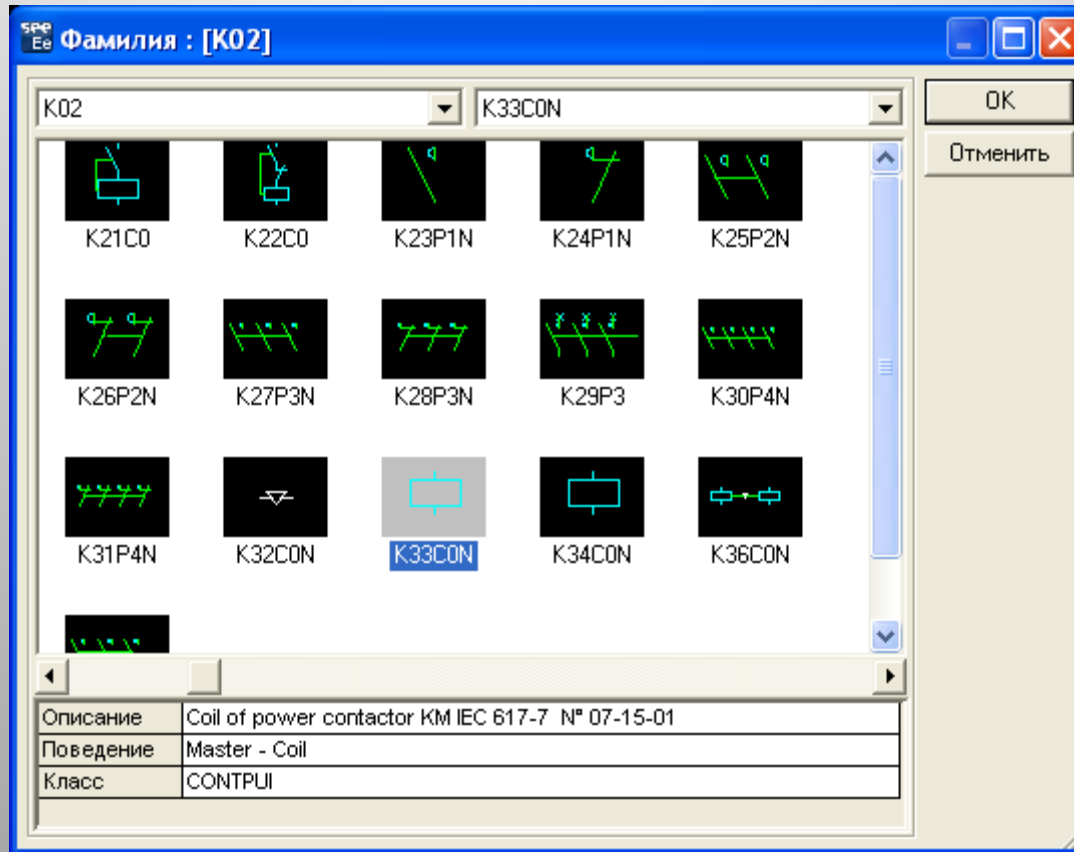 see Ee Фамилия : [K02]
K02 K33C0N OK
Отменить
K21C0 K22C0 K23P1N K24P1N K25P2N
K26P2N K27P3N K28P3N K29P3 K30P4N
K31P4N K32C0N K33C0N K34C0N K36C0N
Описание Coil of power contactor KM IEC 617-7 N° 07-15-01
Поведение Master - Coil
Класс CONTPUI